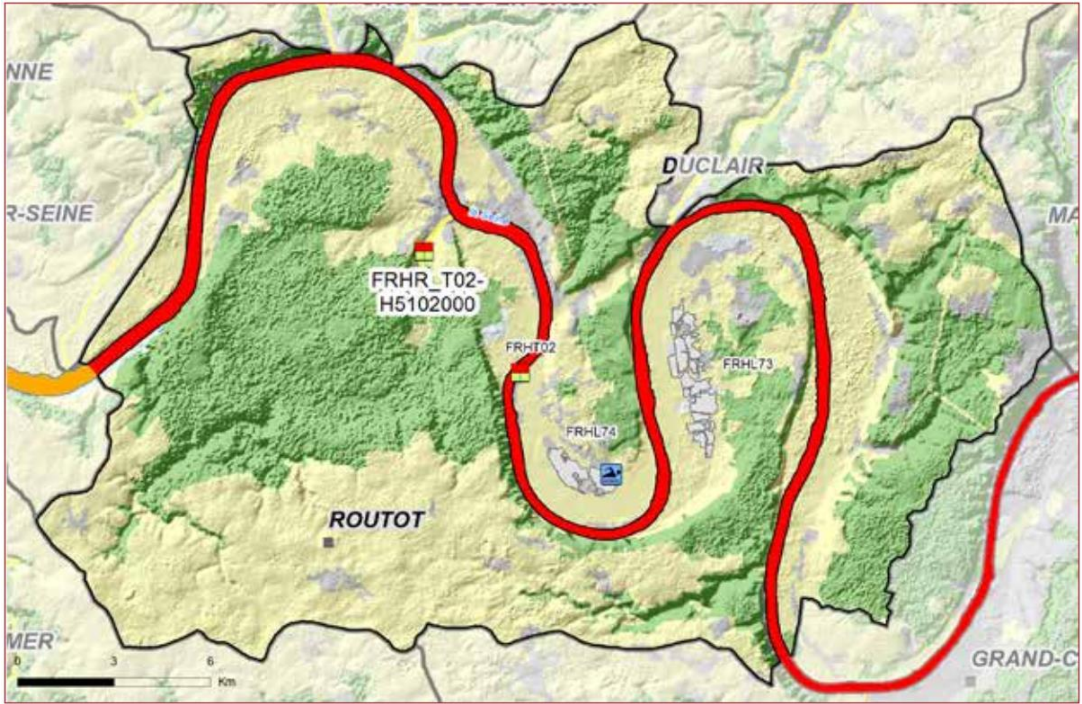 NNE
DUCLAIR
R-SEINE
MA
FRHR_T02-
H5102000
FRHT02
FRHL73
FRHL74
ROUTOT
MER
0 3 6
Km
GRAND-C